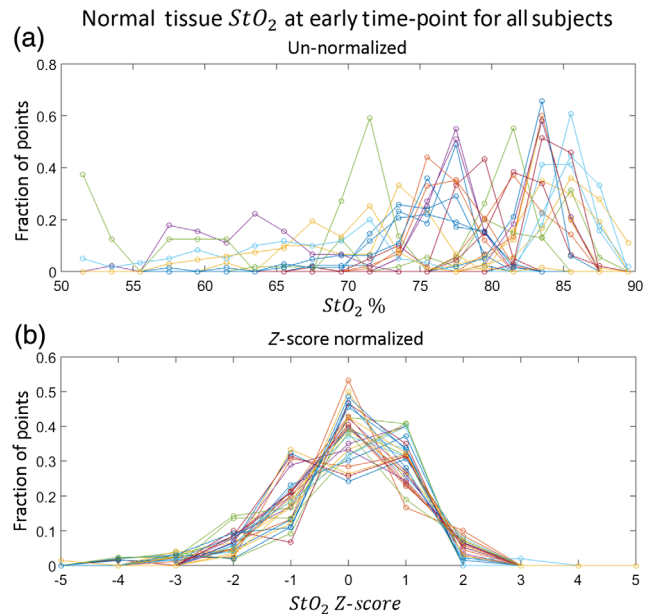 Normal tissue StO2 at early time-point for all subjects
(a)
Un-normalized
0.8
0.6
0.4
0.2
0
Fraction of points
50 55 60 65 70 75 80 85 90
StO2 %
(b)
Z-score normalized
0.6
0.5
0.4
0.3
0.2
0.1
0
Fraction of points
-5 -4 -3 -2 -1 0 1 2 3 4 5
StO2 Z-score